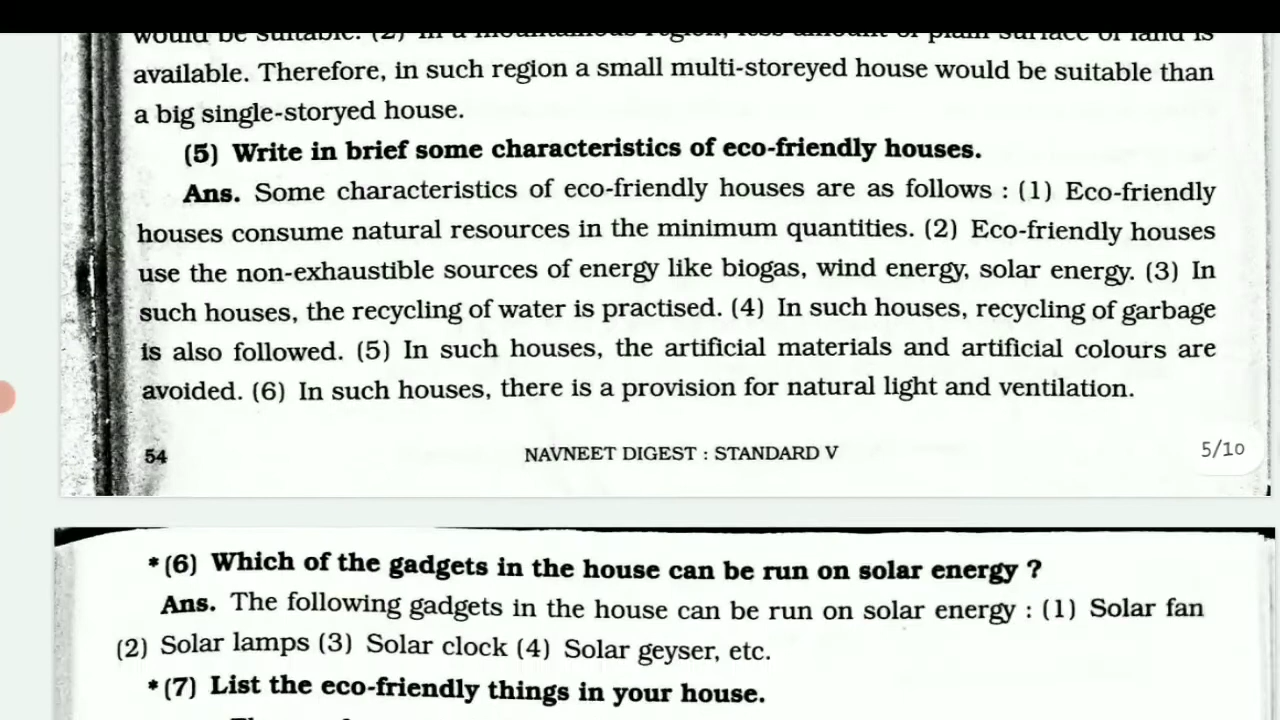 would be suitable. (2) In a mountainous region, less amount of plain surface of land is
available. Therefore, in such region a small multi-storeyed house would be suitable than
a big single-storyed house.
(5) Write in brief some characteristics of eco-friendly houses.
Ans. Some characteristics of eco-friendly houses are as follows : (1) Eco-friendly
houses consume natural resources in the minimum quantities. (2) Eco-friendly houses
use the non-exhaustible sources of energy like biogas, wind energy, solar energy. (3) In
such houses, the recycling of water is practised. (4) In such houses, recycling of garbage
is also followed. (5) In such houses, the artificial materials and artificial colours are
avoided. (6) In such houses, there is a provision for natural light and ventilation.
54 NAVNEET DIGEST : STANDARD V
5/10
*(6) Which of the gadgets in the house can be run on solar energy ?
Ans. The following gadgets in the house can be run on solar energy : (1) Solar fan
(2) Solar lamps (3) Solar clock (4) Solar geyser, etc.
*(7) List the eco-friendly things in your house.